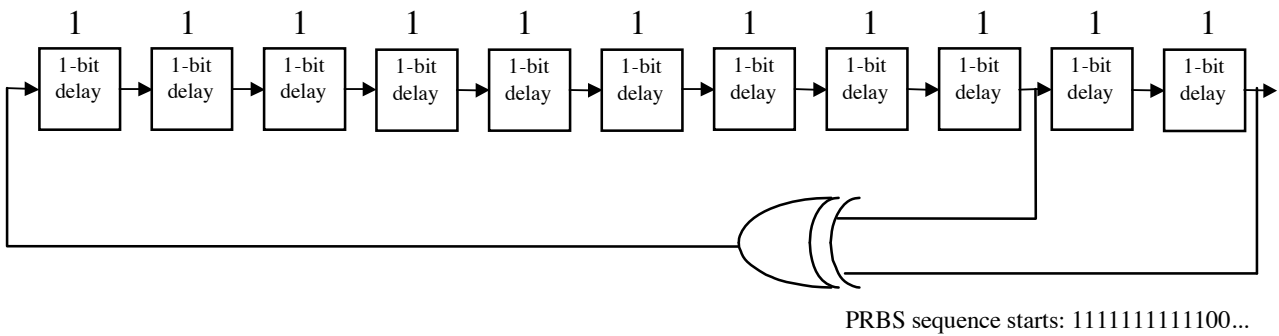 1 1 1 1 1 1 1 1 1 1 1
1-bit 1-bit 1-bit 1-bit 1-bit 1-bit 1-bit 1-bit 1-bit 1-bit 1-bit
delay delay delay delay delay delay delay delay delay delay delay
PRBS sequence starts: 1111111111100...